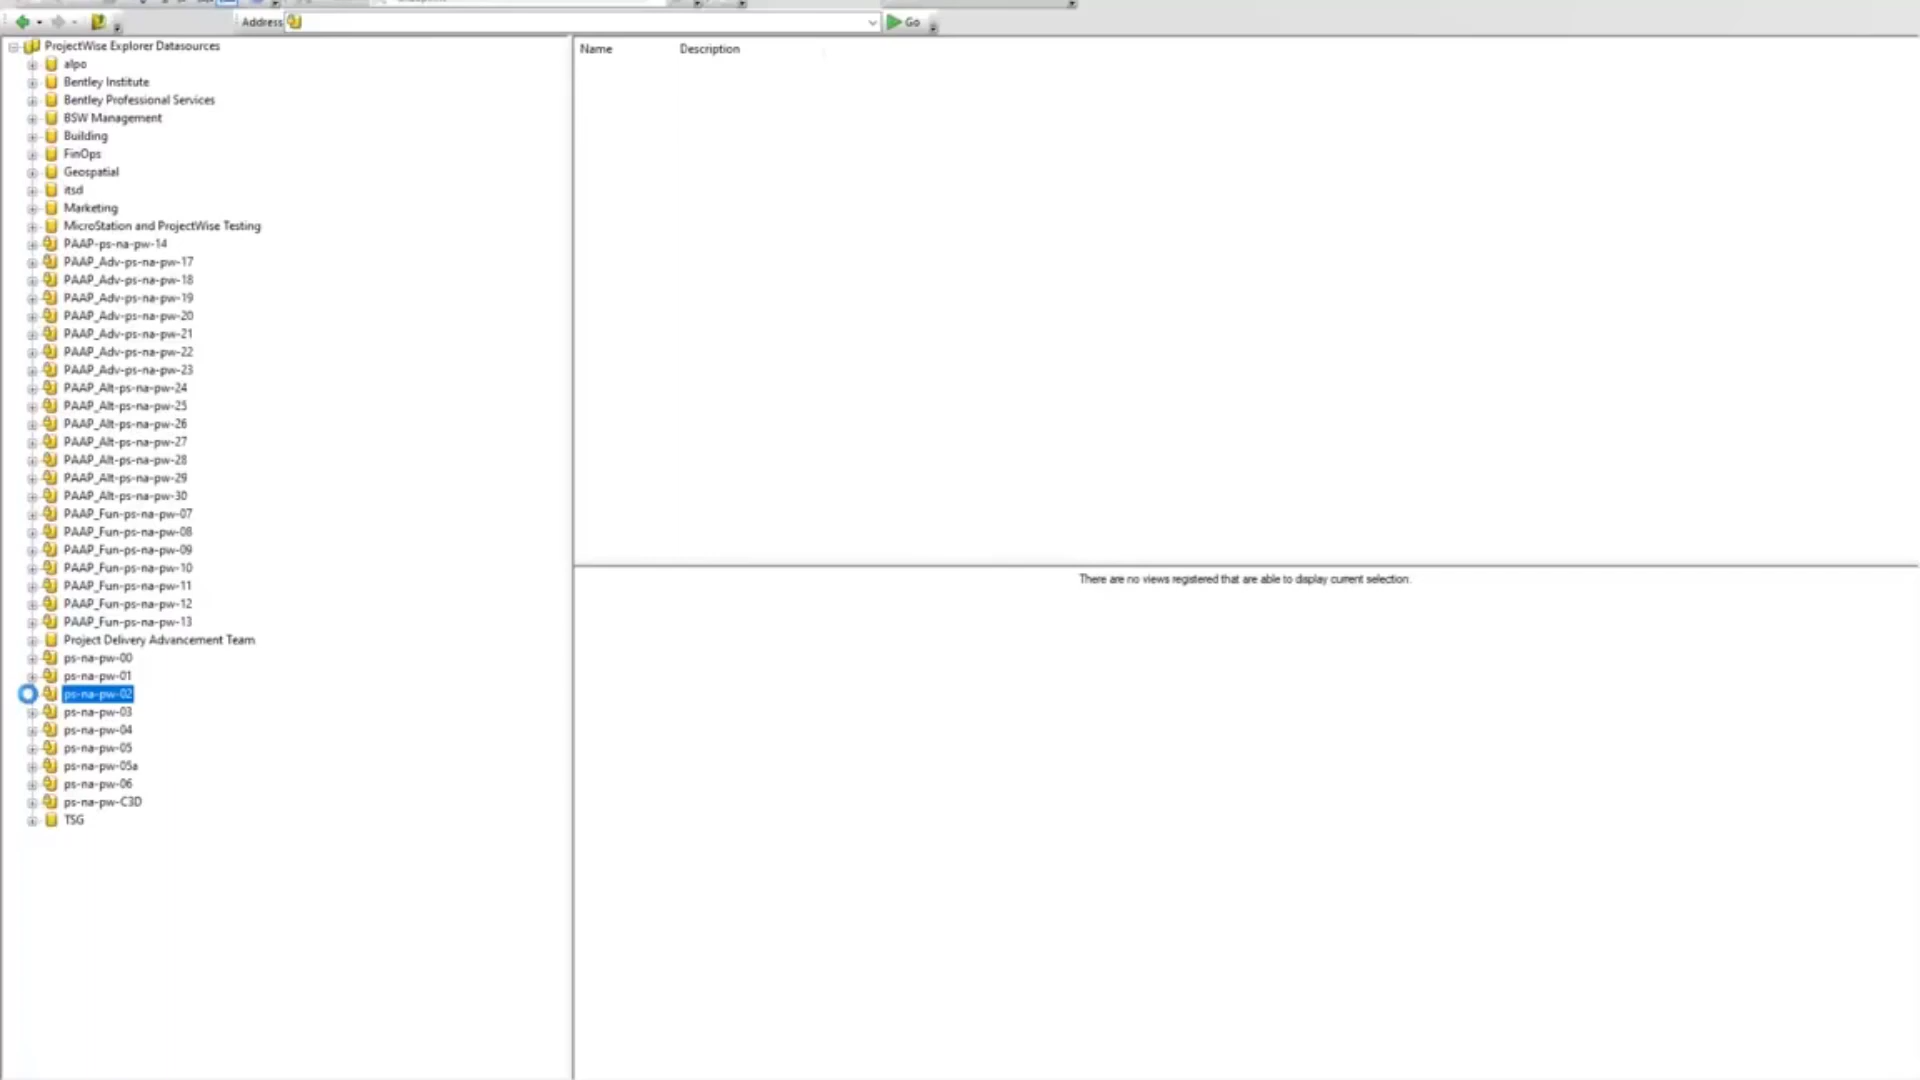 Address
Go
ProjectWise Explorer Datasources
alpo
Bentley Institute
Bentley Professional Services
BSW Management
Building
FinOps
Geospatial
itsd
Marketing
MicroStation and ProjectWise Testing
PAAP-ps-na-pw-14
PAAP_Adv-ps-na-pw-17
PAAP_Adv-ps-na-pw-18
PAAP_Adv-ps-na-pw-19
PAAP_Adv-ps-na-pw-20
PAAP_Adv-ps-na-pw-21
PAAP_Adv-ps-na-pw-22
PAAP_Adv-ps-na-pw-23
PAAP_Alt-ps-na-pw-24
PAAP_Alt-ps-na-pw-25
PAAP_Alt-ps-na-pw-26
PAAP_Alt-ps-na-pw-27
PAAP_Alt-ps-na-pw-28
PAAP_Alt-ps-na-pw-29
PAAP_Alt-ps-na-pw-30
PAAP_Fun-ps-na-pw-07
PAAP_Fun-ps-na-pw-08
PAAP_Fun-ps-na-pw-09
PAAP_Fun-ps-na-pw-10
PAAP_Fun-ps-na-pw-11
PAAP_Fun-ps-na-pw-12
PAAP_Fun-ps-na-pw-13
Project Delivery Advancement Team
ps-na-pw-00
ps-na-pw-01
ps-na-pw-02
ps-na-pw-03
ps-na-pw-04
ps-na-pw-05
ps-na-pw-05a
ps-na-pw-06
ps-na-pw-C3D
TSG
Name Description
There are no views registered that are able to display current selection.